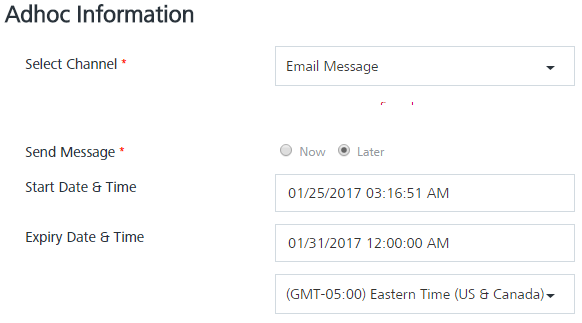 Adhoc Information
Select Channel *
Email Message
Send Message *
Now
Later
Start Date & Time
01/25/2017 03:16:51 AM
Expiry Date & Time
01/31/2017 12:00:00 AM
(GMT-05:00) Eastern Time (US & Canada)